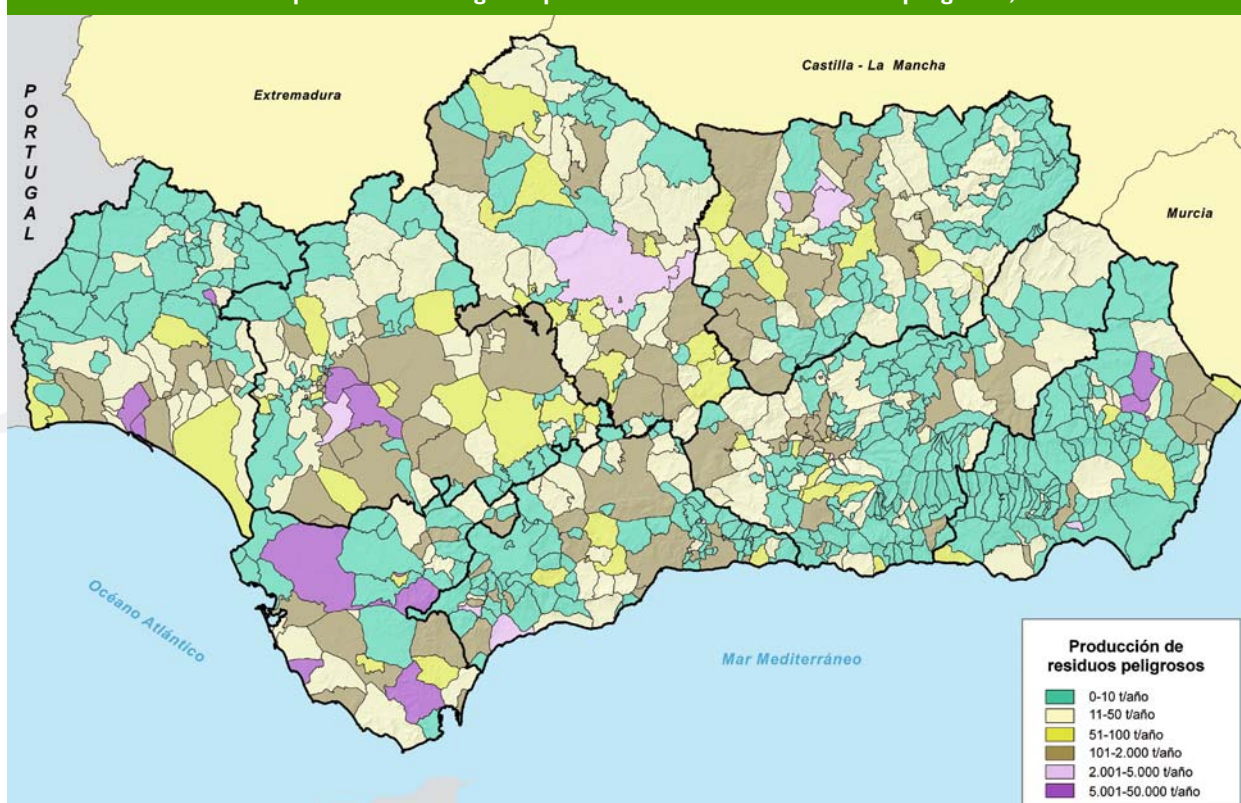 Extremadura
Castilla - La Mancha
PORTUGAL
Murcia
Océano Atlántico
Mar Mediterráneo
Producción de
residuos peligrosos
0-10 t/año
11-50 t/año
51-100 t/año
101-2.000 t/año
2.001-5.000 t/año
5.001-50.000 t/año